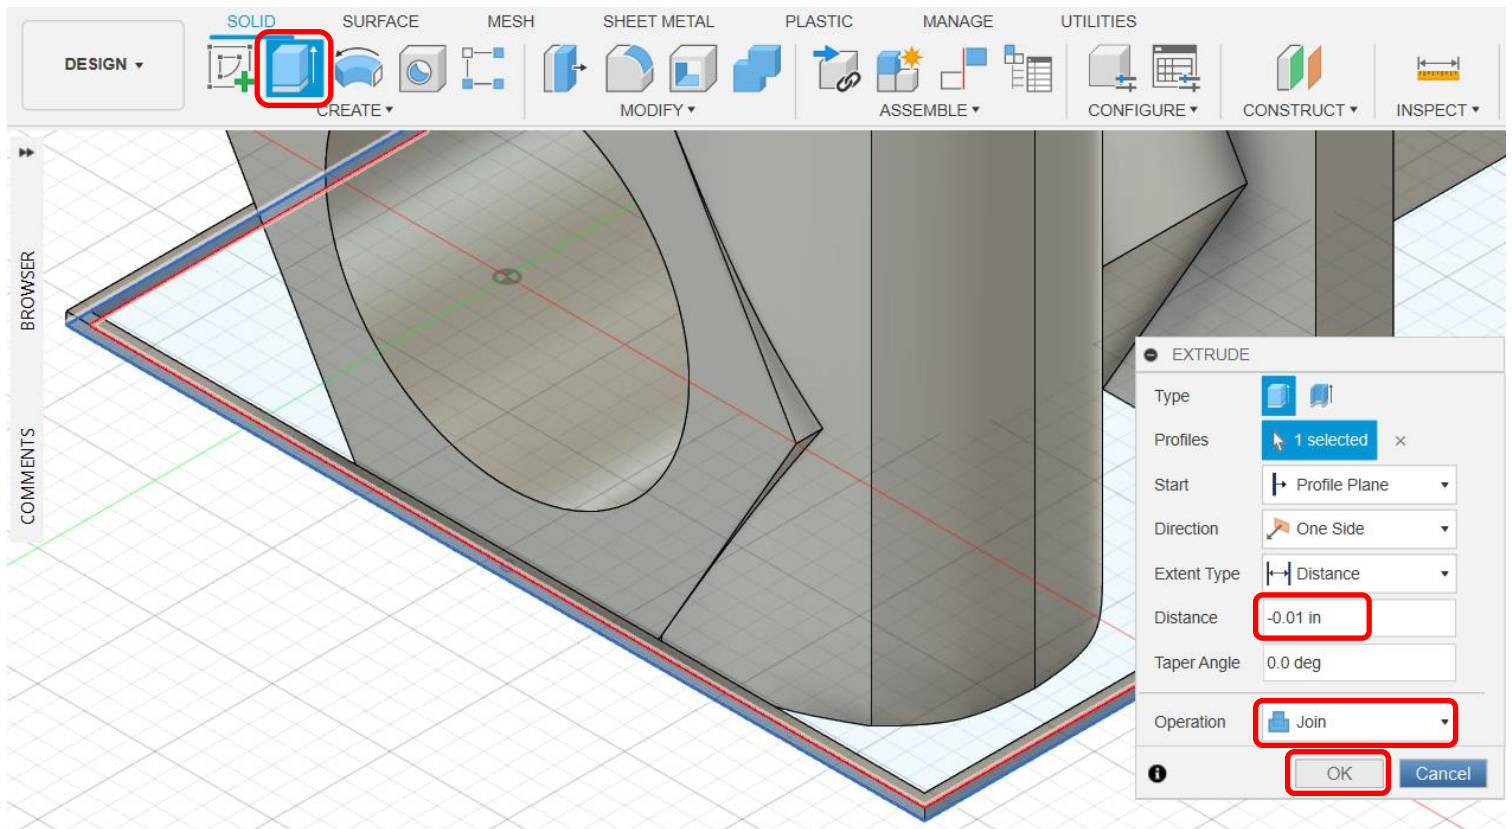 SOLID SURFACE MESH SHEET METAL PLASTIC MANAGE UTILITIES
DESIGN ▾
CREATE ▾ MODIFY ▾ ASSEMBLE ▾ CONFIGURE ▾ CONSTRUCT ▾ INSPECT ▾
BROWSER
COMMENTS
EXTRUDE
Type
Profiles 1 selected ×
Start Profile Plane
Direction One Side
Extent Type Distance
Distance -0.01 in
Taper Angle 0.0 deg
Operation Join
OK Cancel